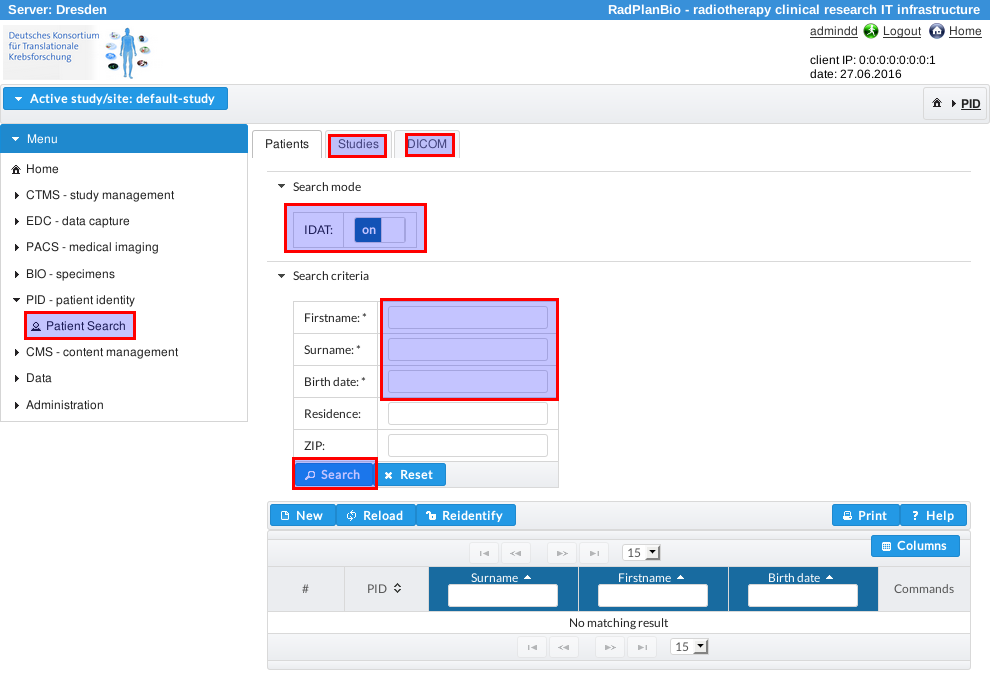 Server: Dresden
RadPlanBio - radiotherapy clinical research IT infrastructure
Deutsches Konsortium
für Translationale
Krebsforschung
admindd Logout Home
client IP: 0:0:0:0:0:0:0:1
date: 27.06.2016
Active study/site: default-study
PID
Menu
Home
CTMS - study management
EDC - data capture
PACS - medical imaging
BIO - specimens
PID - patient identity
Patient Search
CMS - content management
Data
Administration
Patients Studies DICOM
Search mode
IDAT: on
Search criteria
Firstname: *
Surname: *
Birth date: *
Residence:
ZIP:
Search Reset
New Reload Reidentify Print ? Help
15 Columns
# PID Surname Firstname Birth date Commands
No matching result
15